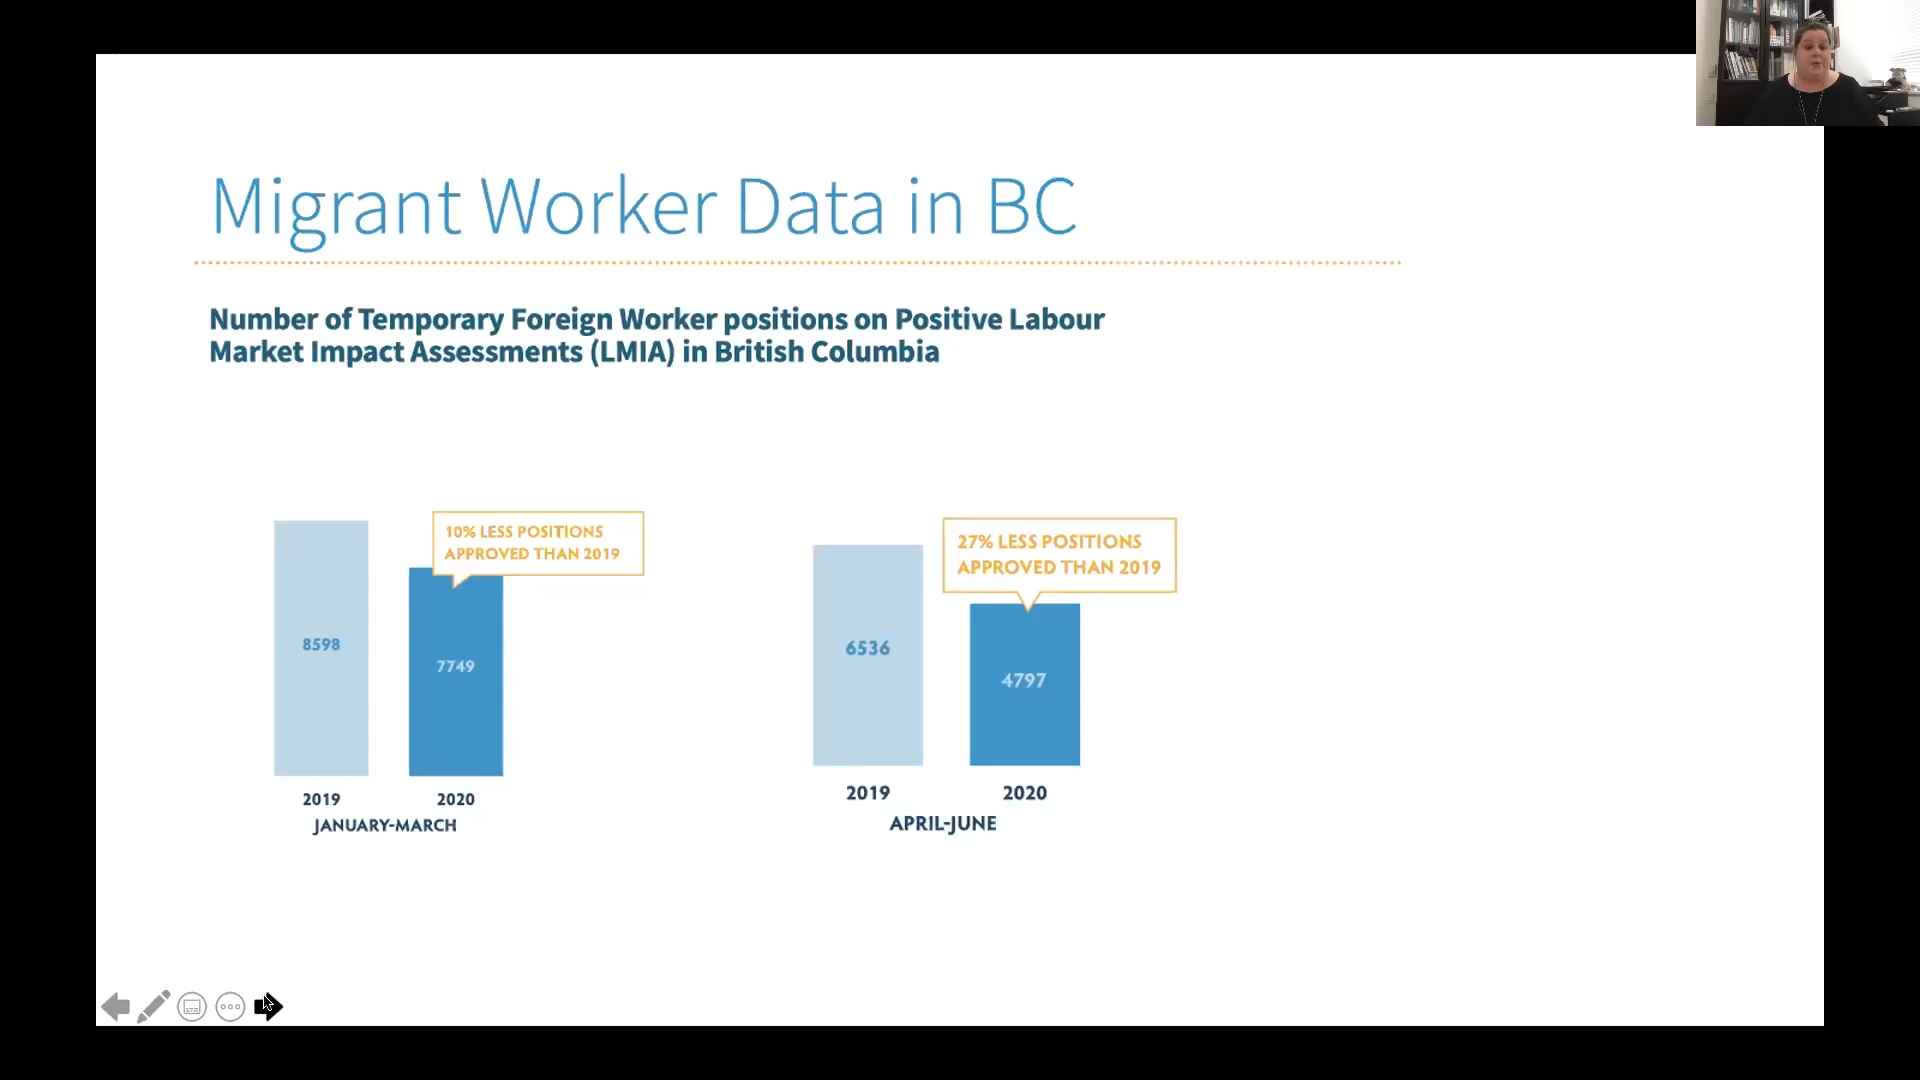 Migrant Worker Data in BC
Number of Temporary Foreign Worker positions on Positive Labour
Market Impact Assessments (LMIA) in British Columbia
10% LESS POSITIONS
APPROVED THAN 2019
8598
7749
2019
2020
JANUARY-MARCH
27% LESS POSITIONS
APPROVED THAN 2019
6536
4797
2019
2020
APRIL-JUNE